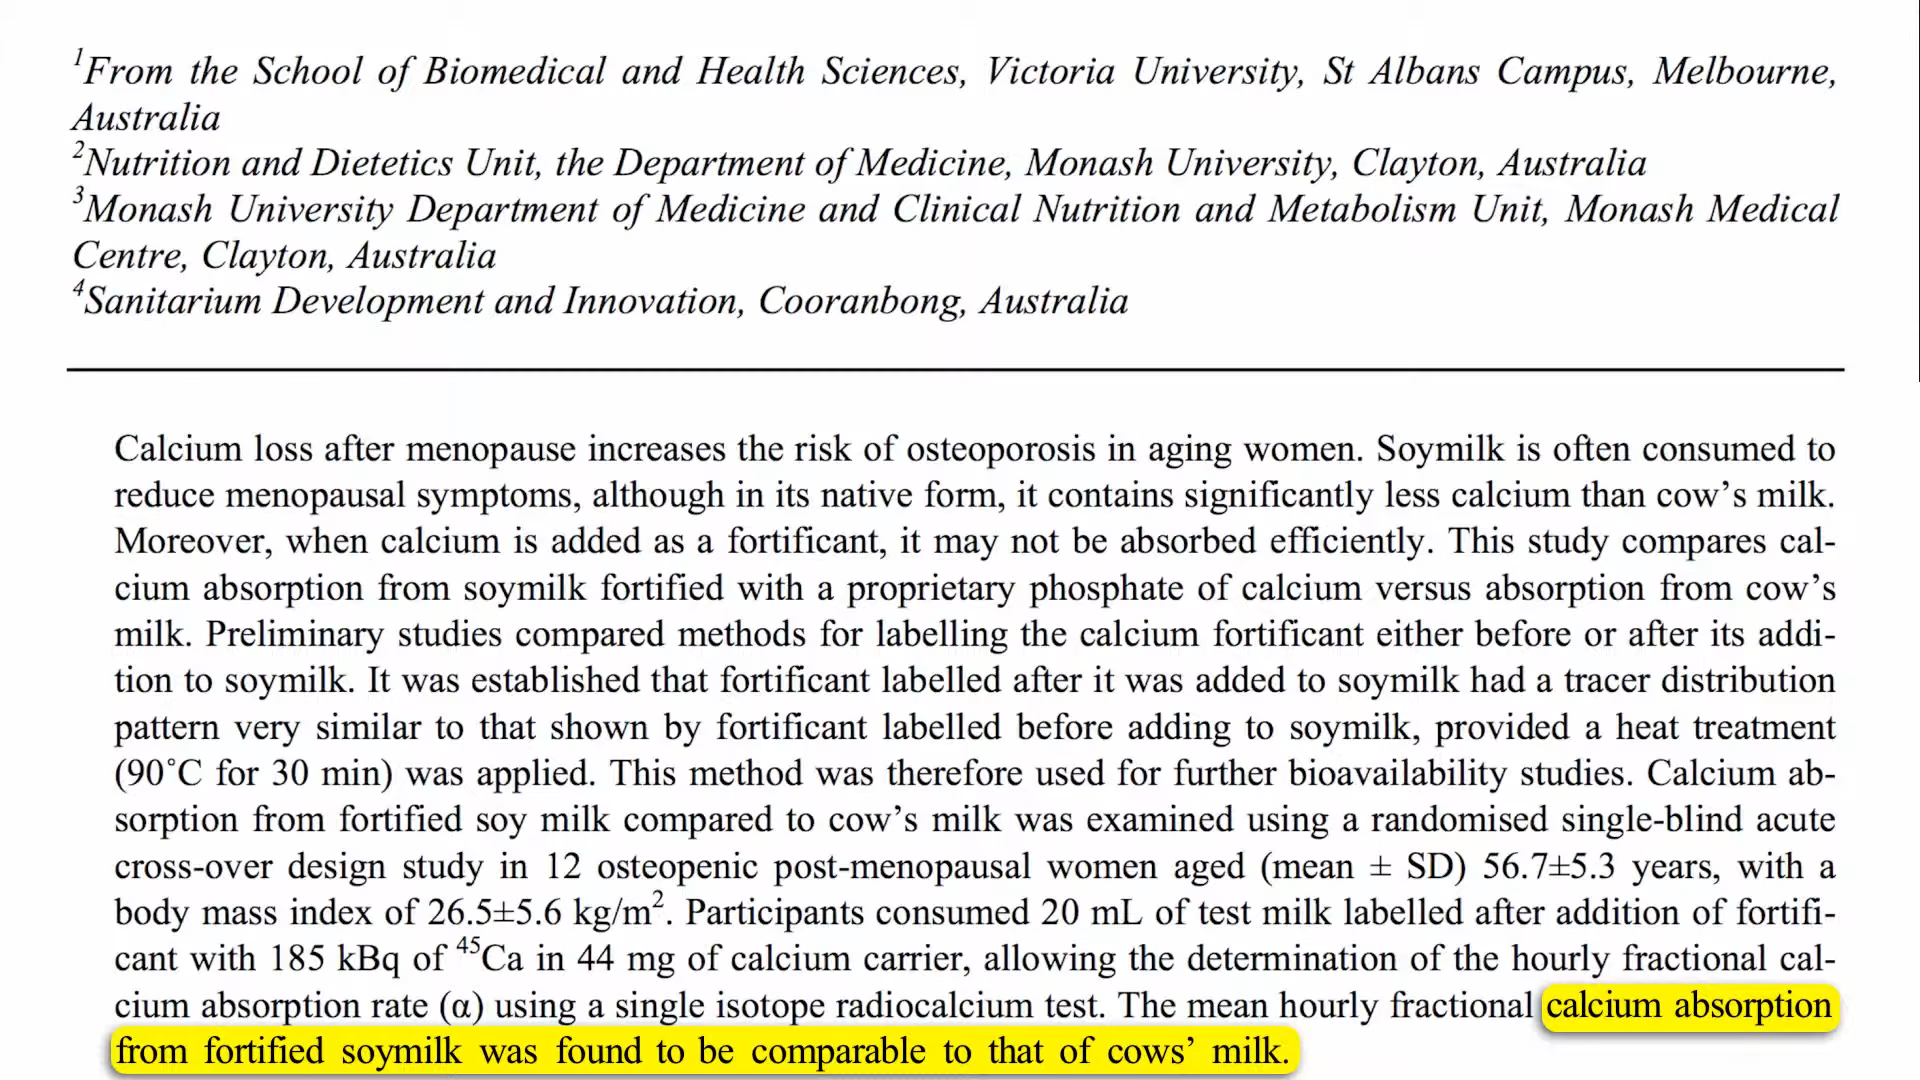 ¹From the School of Biomedical and Health Sciences, Victoria University, St Albans Campus, Melbourne,
Australia
²Nutrition and Dietetics Unit, the Department of Medicine, Monash University, Clayton, Australia
³Monash University Department of Medicine and Clinical Nutrition and Metabolism Unit, Monash Medical
Centre, Clayton, Australia
⁴Sanitarium Development and Innovation, Cooranbong, Australia
Calcium loss after menopause increases the risk of osteoporosis in aging women. Soymilk is often consumed to
reduce menopausal symptoms, although in its native form, it contains significantly less calcium than cow’s milk.
Moreover, when calcium is added as a fortificant, it may not be absorbed efficiently. This study compares cal-
cium absorption from soymilk fortified with a proprietary phosphate of calcium versus absorption from cow’s
milk. Preliminary studies compared methods for labelling the calcium fortificant either before or after its addi-
tion to soymilk. It was established that fortificant labelled after it was added to soymilk had a tracer distribution
pattern very similar to that shown by fortificant labelled before adding to soymilk, provided a heat treatment
(90˚C for 30 min) was applied. This method was therefore used for further bioavailability studies. Calcium ab-
sorption from fortified soy milk compared to cow’s milk was examined using a randomised single-blind acute
cross-over design study in 12 osteopenic post-menopausal women aged (mean ± SD) 56.7±5.3 years, with a
body mass index of 26.5±5.6 kg/m². Participants consumed 20 mL of test milk labelled after addition of fortifi-
cant with 185 kBq of ⁴⁵Ca in 44 mg of calcium carrier, allowing the determination of the hourly fractional cal-
cium absorption rate (α) using a single isotope radiocalcium test. The mean hourly fractional calcium absorption
from fortified soymilk was found to be comparable to that of cows’ milk.